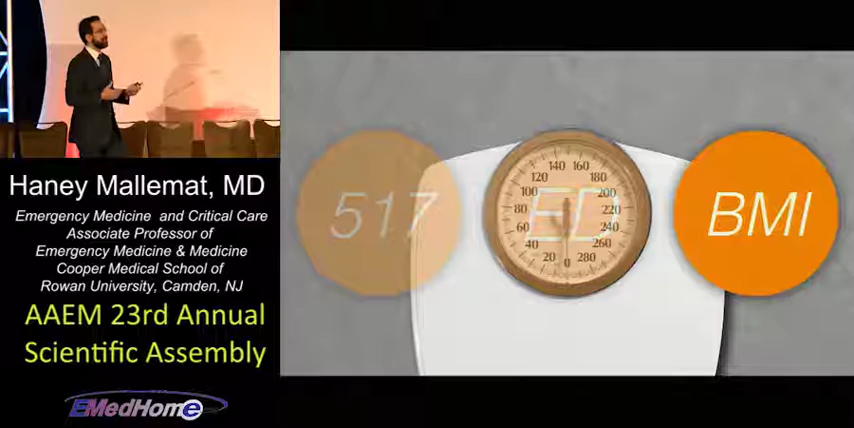 Haney Mallemat, MD
Emergency Medicine and Critical Care
Associate Professor of
Emergency Medicine & Medicine
Cooper Medical School of
Rowan University, Camden, NJ
AAEM 23rd Annual
Scientific Assembly
EMedHome
517
ED
BMI
140 160
120 180
100 200
80 220
60 240
40 260
20 0 280